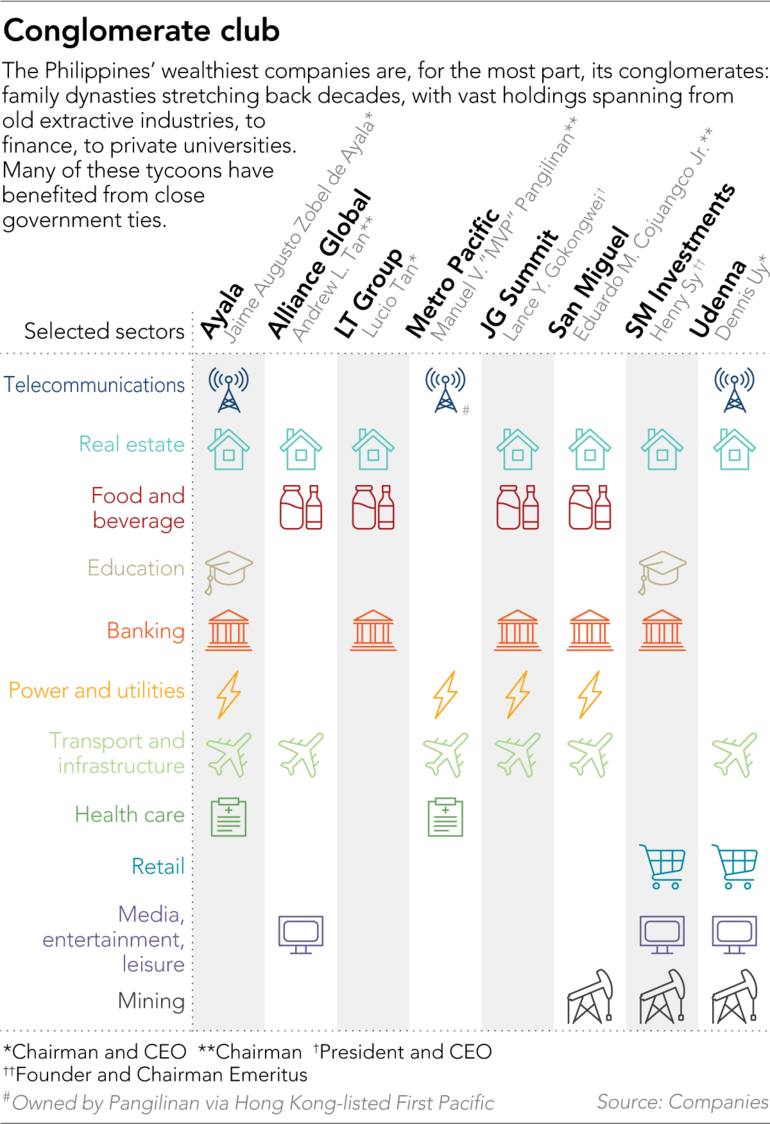 Conglomerate club
The Philippines’ wealthiest companies are, for the most part, its conglomerates:
family dynasties stretching back decades, with vast holdings spanning from
old extractive industries, to
finance, to private universities.
Many of these tycoons have
benefited from close
government ties.
Selected sectors
Ayala
Jaime Augusto Zobel de Ayala*
Alliance Global
Andrew L. Tan**
LT Group
Lucio Tan*
Metro Pacific
Manuel V. “MVP” Pangilinan**
JG Summit
Lance Y. Gokongwei†
San Miguel
Eduardo M. Cojuangco Jr.**
SM Investments
Henry Sy††
Udenna
Dennis Uy*
Telecommunications
#
Real estate
Food and
beverage
Education
Banking
Power and utilities
Transport and
infrastructure
Health care
Retail
Media,
entertainment,
leisure
Mining
*Chairman and CEO **Chairman †President and CEO
††Founder and Chairman Emeritus
#Owned by Pangilinan via Hong Kong-listed First Pacific
Source: Companies